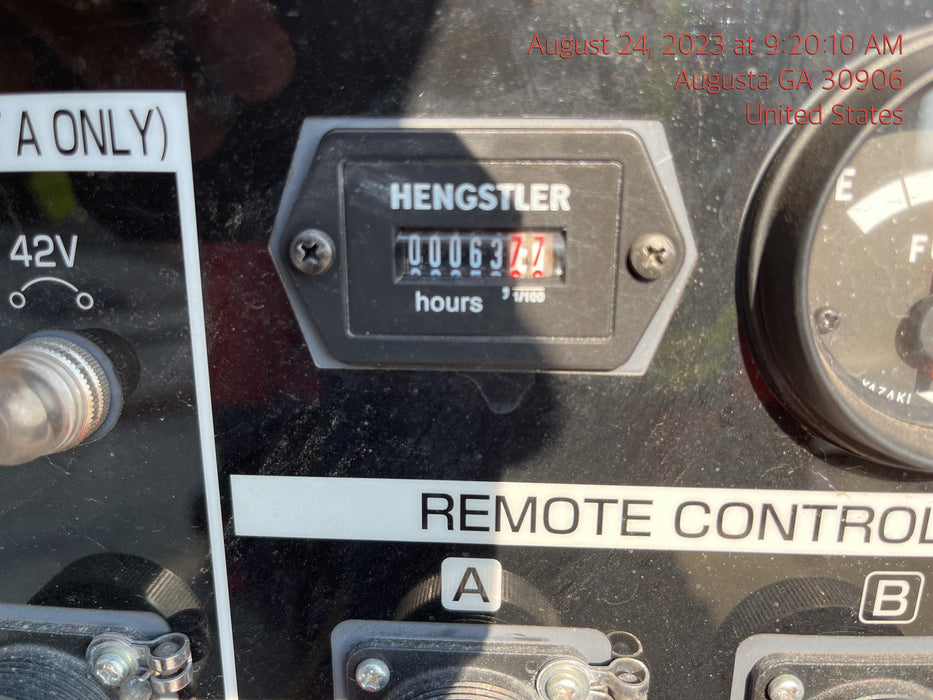 August 24, 2023 at 9:20:10 AM
Augusta GA 30906
United States
A ONLY)
HENGSTLER
0006377
hours , 1/100
42V
E
YAZAKI
REMOTE CONTROL
A
B